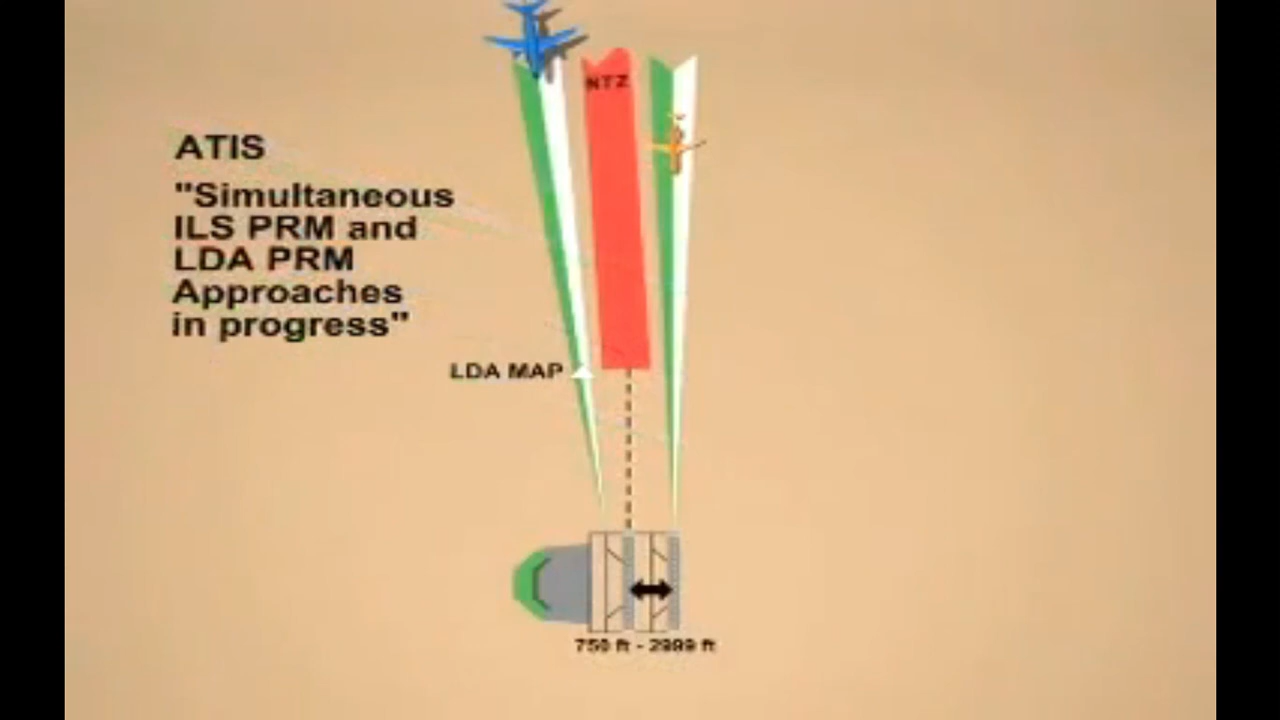 NTZ
ATIS
"Simultaneous
ILS PRM and
LDA PRM
Approaches
in progress"
LDA MAP
750 ft - 2999 ft